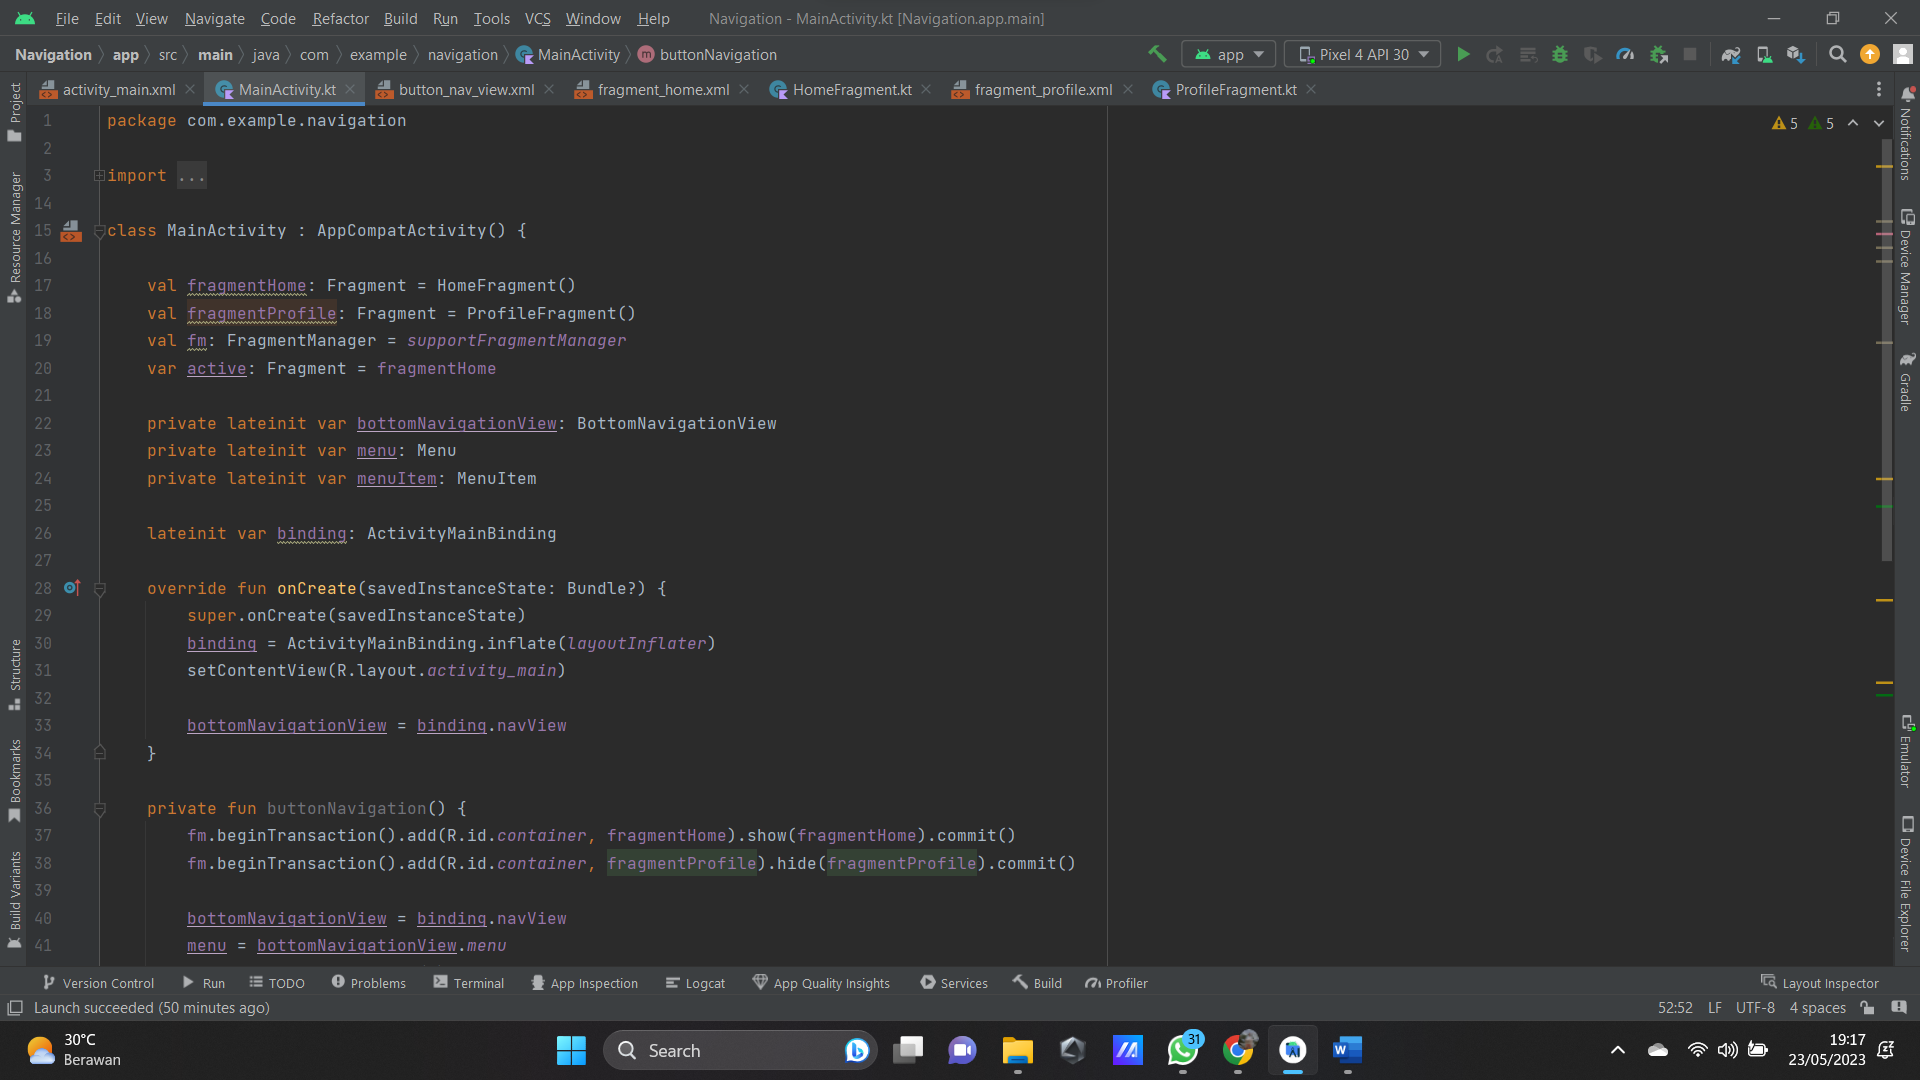 File Edit View Navigate Code Refactor Build Run Tools VCS Window Help Navigation - MainActivity.kt [Navigation.app.main]
Navigation app src main java com example navigation MainActivity m buttonNavigation app Pixel 4 API 30
activity_main.xml MainActivity.kt button_nav_view.xml fragment_home.xml HomeFragment.kt fragment_profile.xml ProfileFragment.kt
Project
Resource Manager
Structure
Bookmarks
Build Variants
1 package com.example.navigation
5 5
2
3 import ...
14
15 class MainActivity : AppCompatActivity() {
16
17 val fragmentHome: Fragment = HomeFragment()
18 val fragmentProfile: Fragment = ProfileFragment()
19 val fm: FragmentManager = supportFragmentManager
20 var active: Fragment = fragmentHome
21
22 private lateinit var bottomNavigationView: BottomNavigationView
23 private lateinit var menu: Menu
24 private lateinit var menuItem: MenuItem
25
26 lateinit var binding: ActivityMainBinding
27
28 override fun onCreate(savedInstanceState: Bundle?) {
29 super.onCreate(savedInstanceState)
30 binding = ActivityMainBinding.inflate(layoutInflater)
31 setContentView(R.layout.activity_main)
32
33 bottomNavigationView = binding.navView
34 }
35
36 private fun buttonNavigation() {
37 fm.beginTransaction().add(R.id.container, fragmentHome).show(fragmentHome).commit()
38 fm.beginTransaction().add(R.id.container, fragmentProfile).hide(fragmentProfile).commit()
39
40 bottomNavigationView = binding.navView
41 menu = bottomNavigationView.menu
Notifications
Device Manager
Gradle
Emulator
Device File Explorer
Version Control Run TODO Problems Terminal App Inspection Logcat App Quality Insights Services Build Profiler Layout Inspector
Launch succeeded (50 minutes ago) 52:52 LF UTF-8 4 spaces
30°C
Berawan
Search
31
AI
W
19:17
23/05/2023